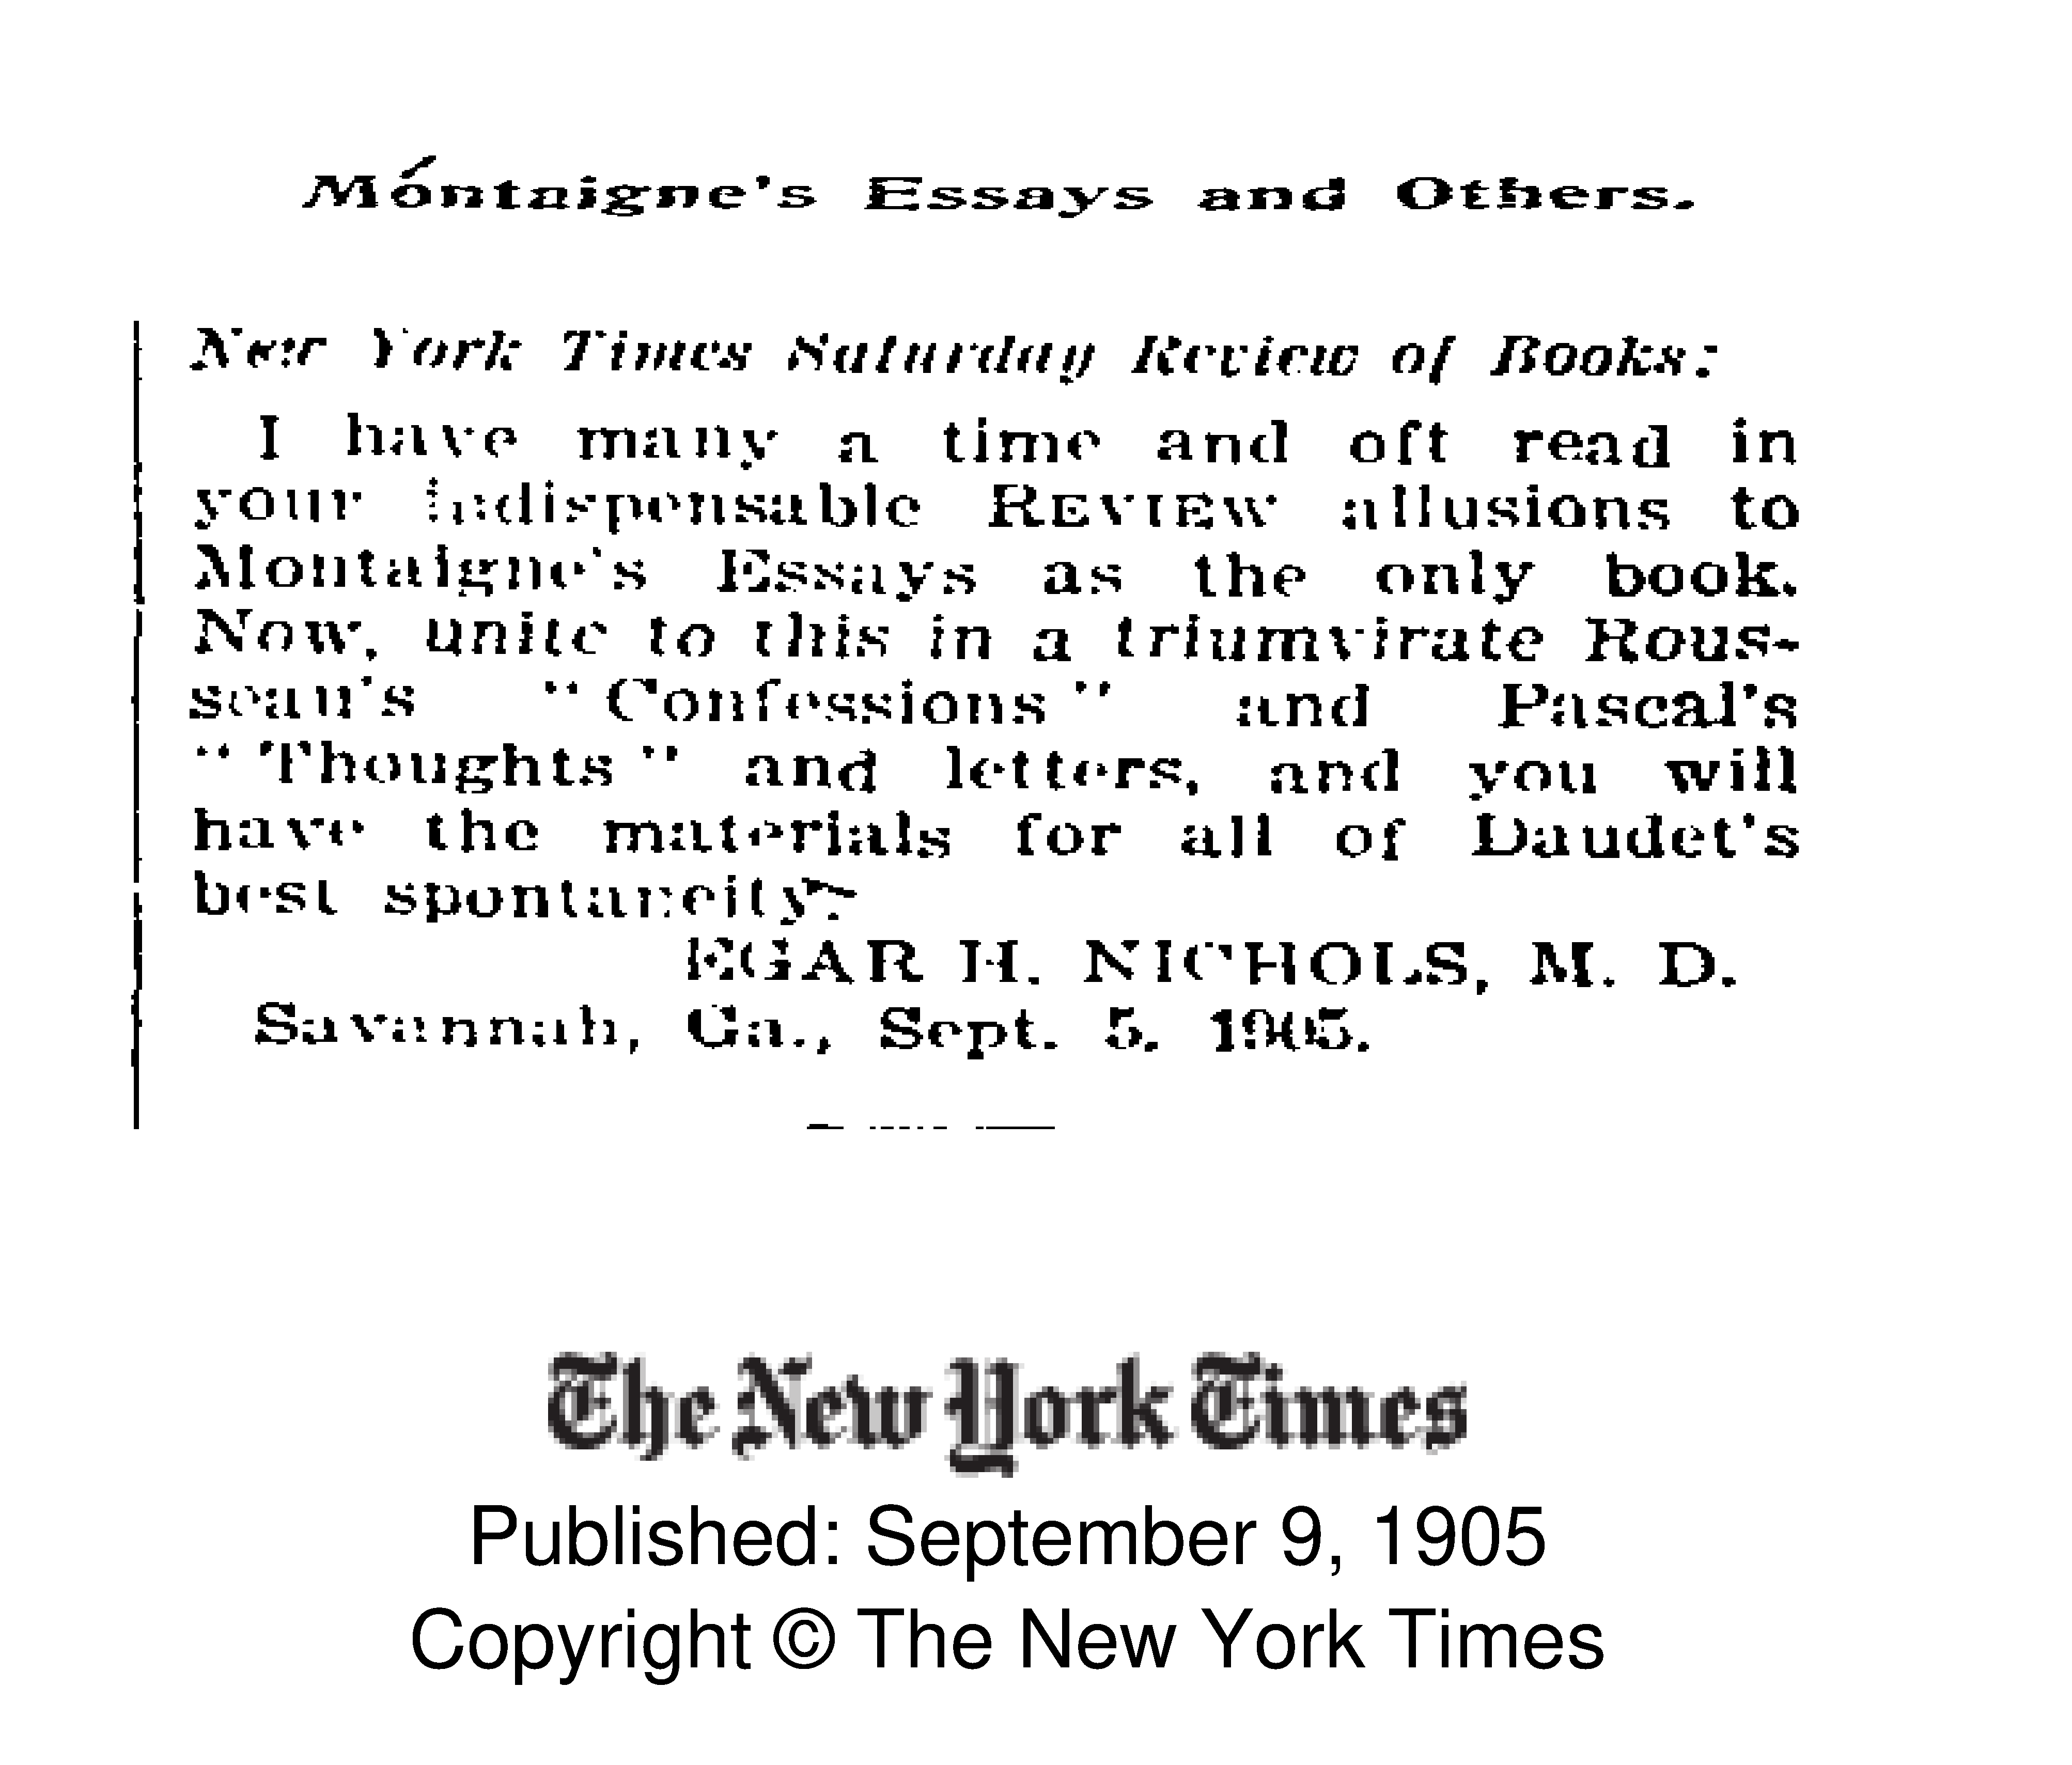 Montaigne's Essays and Others.
New York Times Saturday Review of Books:
I have many a time and oft read in
your indispensable REVIEW allusions to
Montaigne's Essays as the only book.
Now, unite to this in a triumvirate Rous-
seau's "Confessions" and Pascal's
"Thoughts" and letters, and you will
have the materials for all of Daudet's
best spontaneity.
EGAR H. NICHOLS, M. D.
Savannah, Ga., Sept. 5, 1905.
The New York Times
Published: September 9, 1905
Copyright © The New York Times